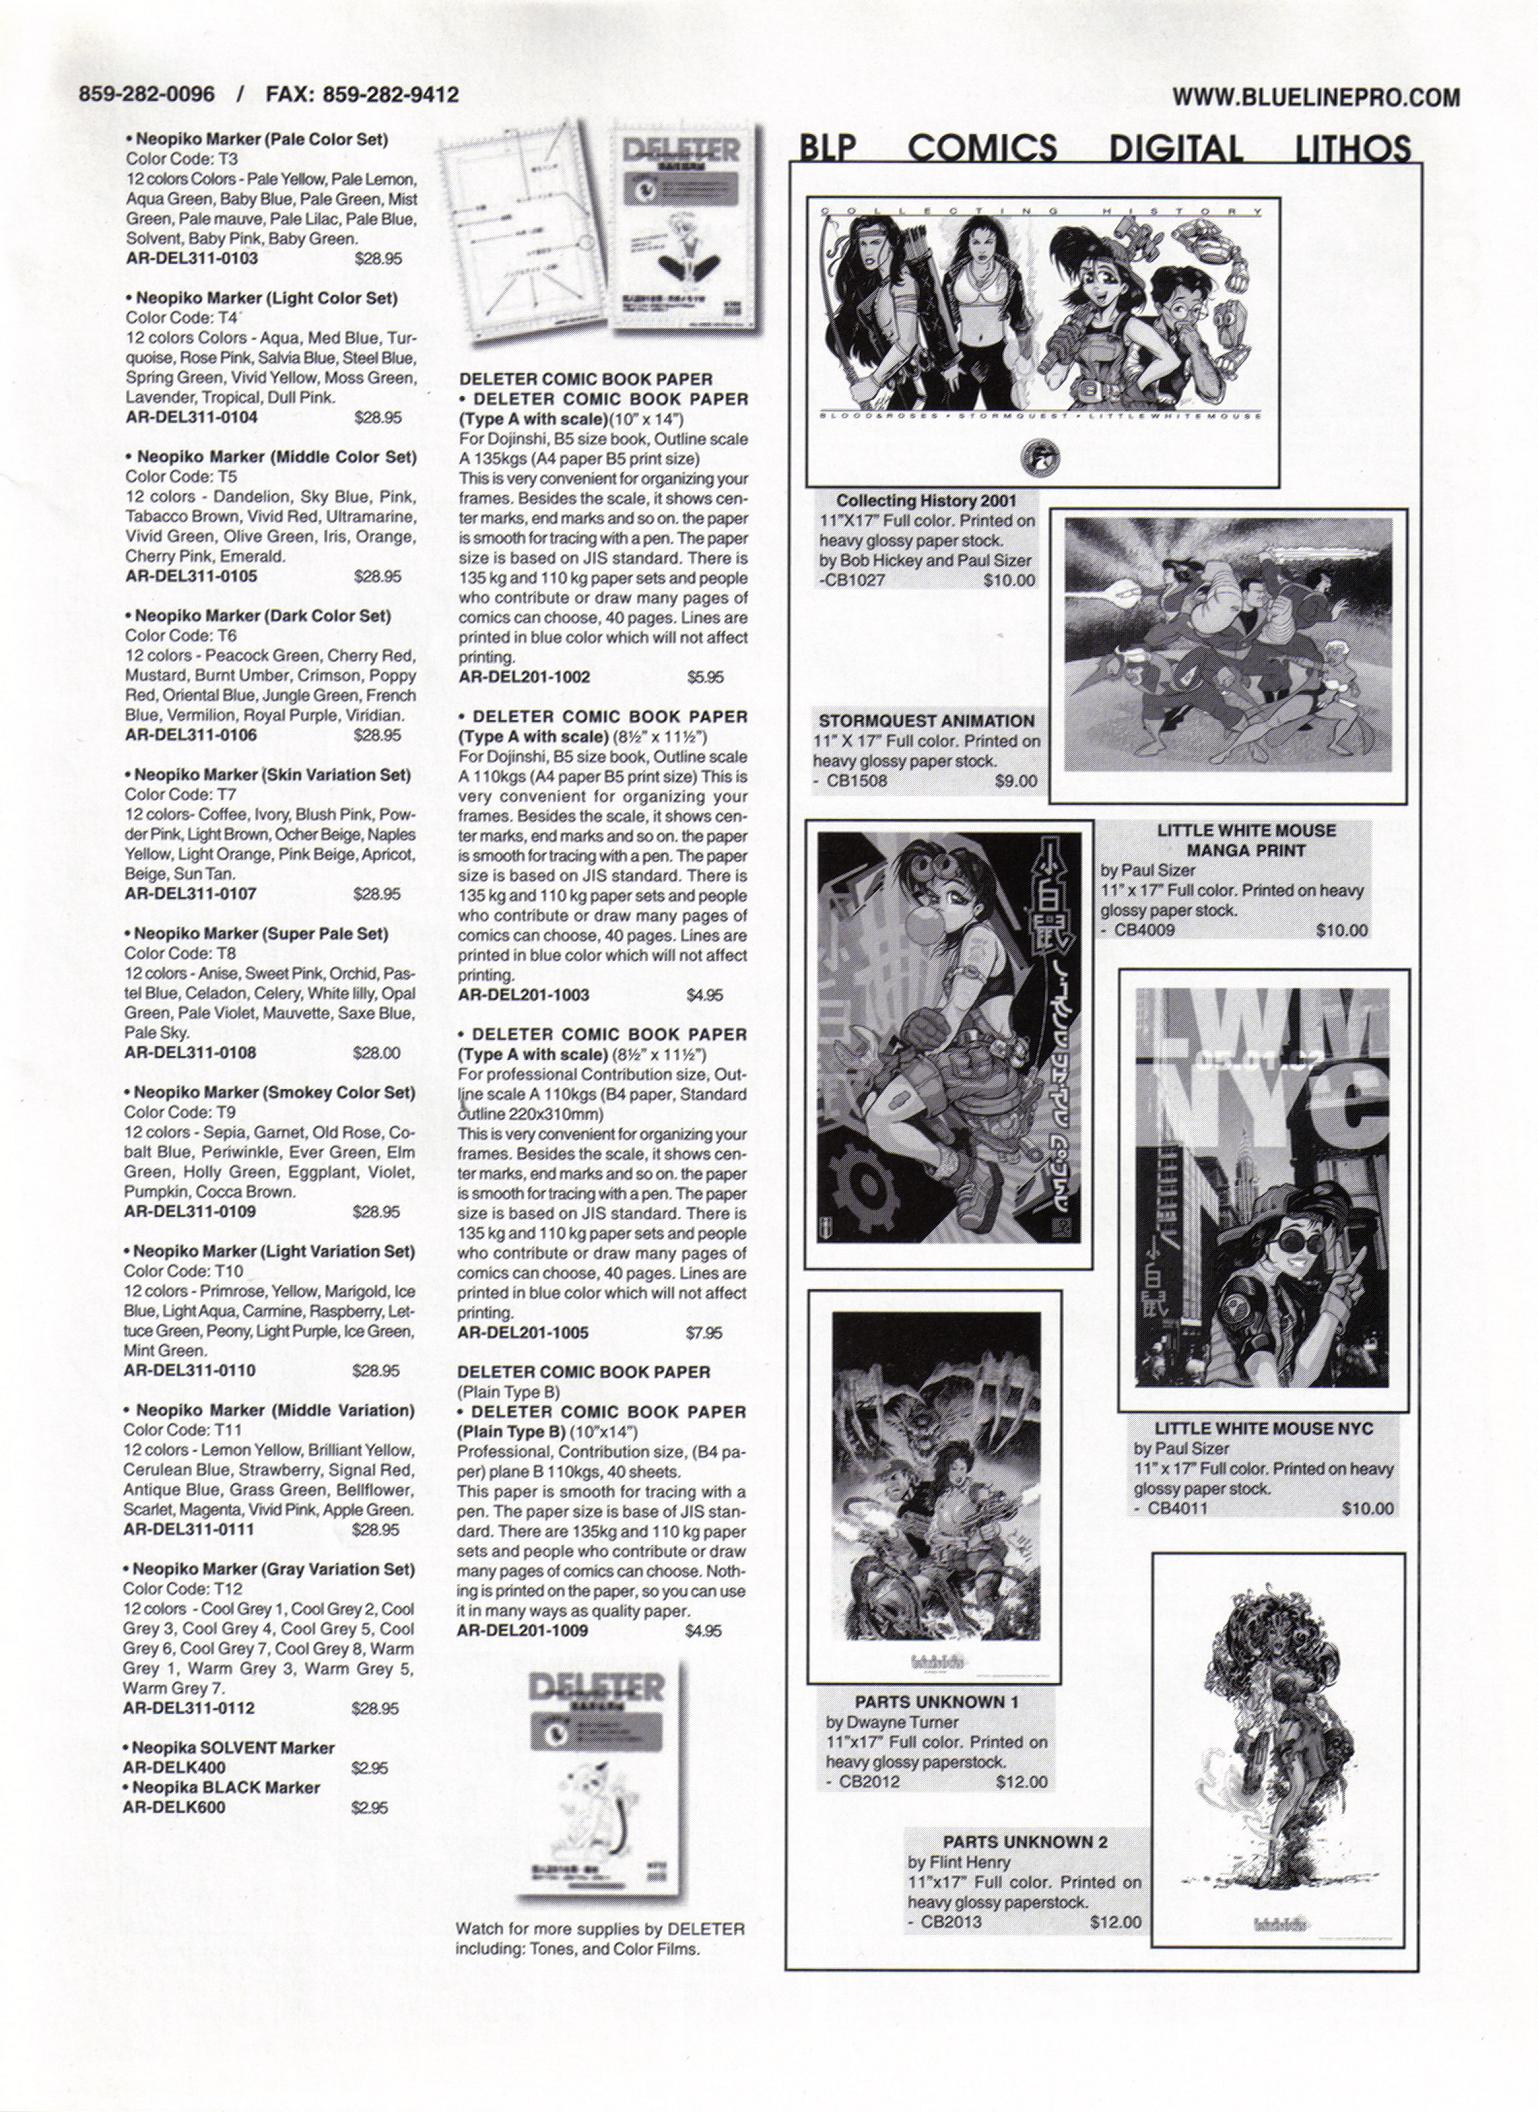 859-282-0096 / FAX: 859-282-9412
WWW.BLUELINEPRO.COM
• Neopiko Marker (Pale Color Set)
Color Code: T3
12 colors Colors - Pale Yellow, Pale Lemon,
Aqua Green, Baby Blue, Pale Green, Mist
Green, Pale mauve, Pale Lilac, Pale Blue,
Solvent, Baby Pink, Baby Green.
AR-DEL311-0103 $28.95
• Neopiko Marker (Light Color Set)
Color Code: T4
12 colors Colors - Aqua, Med Blue, Tur-
quoise, Rose Pink, Salvia Blue, Steel Blue,
Spring Green, Vivid Yellow, Moss Green,
Lavender, Tropical, Dull Pink.
AR-DEL311-0104 $28.95
• Neopiko Marker (Middle Color Set)
Color Code: T5
12 colors - Dandelion, Sky Blue, Pink,
Tabacco Brown, Vivid Red, Ultramarine,
Vivid Green, Olive Green, Iris, Orange,
Cherry Pink, Emerald.
AR-DEL311-0105 $28.95
• Neopiko Marker (Dark Color Set)
Color Code: T6
12 colors - Peacock Green, Cherry Red,
Mustard, Burnt Umber, Crimson, Poppy
Red, Oriental Blue, Jungle Green, French
Blue, Vermilion, Royal Purple, Viridian.
AR-DEL311-0106 $28.95
• Neopiko Marker (Skin Variation Set)
Color Code: T7
12 colors- Coffee, Ivory, Blush Pink, Pow-
der Pink, Light Brown, Ocher Beige, Naples
Yellow, Light Orange, Pink Beige, Apricot,
Beige, Sun Tan.
AR-DEL311-0107 $28.95
• Neopiko Marker (Super Pale Set)
Color Code: T8
12 colors - Anise, Sweet Pink, Orchid, Pas-
tel Blue, Celadon, Celery, White lilly, Opal
Green, Pale Violet, Mauvette, Saxe Blue,
Pale Sky.
AR-DEL311-0108 $28.00
• Neopiko Marker (Smokey Color Set)
Color Code: T9
12 colors - Sepia, Garnet, Old Rose, Co-
balt Blue, Periwinkle, Ever Green, Elm
Green, Holly Green, Eggplant, Violet,
Pumpkin, Cocca Brown.
AR-DEL311-0109 $28.95
• Neopiko Marker (Light Variation Set)
Color Code: T10
12 colors - Primrose, Yellow, Marigold, Ice
Blue, Light Aqua, Carmine, Raspberry, Let-
tuce Green, Peony, Light Purple, Ice Green,
Mint Green.
AR-DEL311-0110 $28.95
• Neopiko Marker (Middle Variation)
Color Code: T11
12 colors - Lemon Yellow, Brilliant Yellow,
Cerulean Blue, Strawberry, Signal Red,
Antique Blue, Grass Green, Bellflower,
Scarlet, Magenta, Vivid Pink, Apple Green.
AR-DEL311-0111 $28.95
• Neopiko Marker (Gray Variation Set)
Color Code: T12
12 colors - Cool Grey 1, Cool Grey 2, Cool
Grey 3, Cool Grey 4, Cool Grey 5, Cool
Grey 6, Cool Grey 7, Cool Grey 8, Warm
Grey 1, Warm Grey 3, Warm Grey 5,
Warm Grey 7.
AR-DEL311-0112 $28.95
• Neopika SOLVENT Marker
AR-DELK400 $2.95
• Neopika BLACK Marker
AR-DELK600 $2.95
DELETER
DELETER COMIC BOOK PAPER
• DELETER COMIC BOOK PAPER
(Type A with scale)(10" x 14")
For Dojinshi, B5 size book, Outline scale
A 135kgs (A4 paper B5 print size)
This is very convenient for organizing your
frames. Besides the scale, it shows cen-
ter marks, end marks and so on. the paper
is smooth for tracing with a pen. The paper
size is based on JIS standard. There is
135 kg and 110 kg paper sets and people
who contribute or draw many pages of
comics can choose, 40 pages. Lines are
printed in blue color which will not affect
printing.
AR-DEL201-1002 $5.95
• DELETER COMIC BOOK PAPER
(Type A with scale) (8½" x 11½")
For Dojinshi, B5 size book, Outline scale
A 110kgs (A4 paper B5 print size) This is
very convenient for organizing your
frames. Besides the scale, it shows cen-
ter marks, end marks and so on. the paper
is smooth for tracing with a pen. The paper
size is based on JIS standard. There is
135 kg and 110 kg paper sets and people
who contribute or draw many pages of
comics can choose, 40 pages. Lines are
printed in blue color which will not affect
printing.
AR-DEL201-1003 $4.95
• DELETER COMIC BOOK PAPER
(Type A with scale) (8½" x 11½")
For professional Contribution size, Out-
line scale A 110kgs (B4 paper, Standard
outline 220x310mm)
This is very convenient for organizing your
frames. Besides the scale, it shows cen-
ter marks, end marks and so on. the paper
is smooth for tracing with a pen. The paper
size is based on JIS standard. There is
135 kg and 110 kg paper sets and people
who contribute or draw many pages of
comics can choose, 40 pages. Lines are
printed in blue color which will not affect
printing.
AR-DEL201-1005 $7.95
DELETER COMIC BOOK PAPER
(Plain Type B)
• DELETER COMIC BOOK PAPER
(Plain Type B) (10"x14")
Professional, Contribution size, (B4 pa-
per) plane B 110kgs, 40 sheets.
This paper is smooth for tracing with a
pen. The paper size is base of JIS stan-
dard. There are 135kg and 110 kg paper
sets and people who contribute or draw
many pages of comics can choose. Noth-
ing is printed on the paper, so you can use
it in many ways as quality paper.
AR-DEL201-1009 $4.95
DELETER
Watch for more supplies by DELETER
including: Tones, and Color Films.
BLP COMICS DIGITAL LITHOS
COLLECTING HISTORY
BLOOD&ROSES • STORMQUEST • LITTLEWHITEMOUSE
Collecting History 2001
11"X17" Full color. Printed on
heavy glossy paper stock.
by Bob Hickey and Paul Sizer
-CB1027 $10.00
STORMQUEST ANIMATION
11" X 17" Full color. Printed on
heavy glossy paper stock.
- CB1508 $9.00
小白鼠
LITTLE WHITE MOUSE
MANGA PRINT
by Paul Sizer
11" x 17" Full color. Printed on heavy
glossy paper stock.
- CB4009 $10.00
LWM
05.01.02
NYC
小白鼠
LITTLE WHITE MOUSE NYC
by Paul Sizer
11" x 17" Full color. Printed on heavy
glossy paper stock.
- CB4011 $10.00
PARTS UNKNOWN 1
by Dwayne Turner
11"x17" Full color. Printed on
heavy glossy paperstock.
- CB2012 $12.00
PARTS UNKNOWN 2
by Flint Henry
11"x17" Full color. Printed on
heavy glossy paperstock.
- CB2013 $12.00